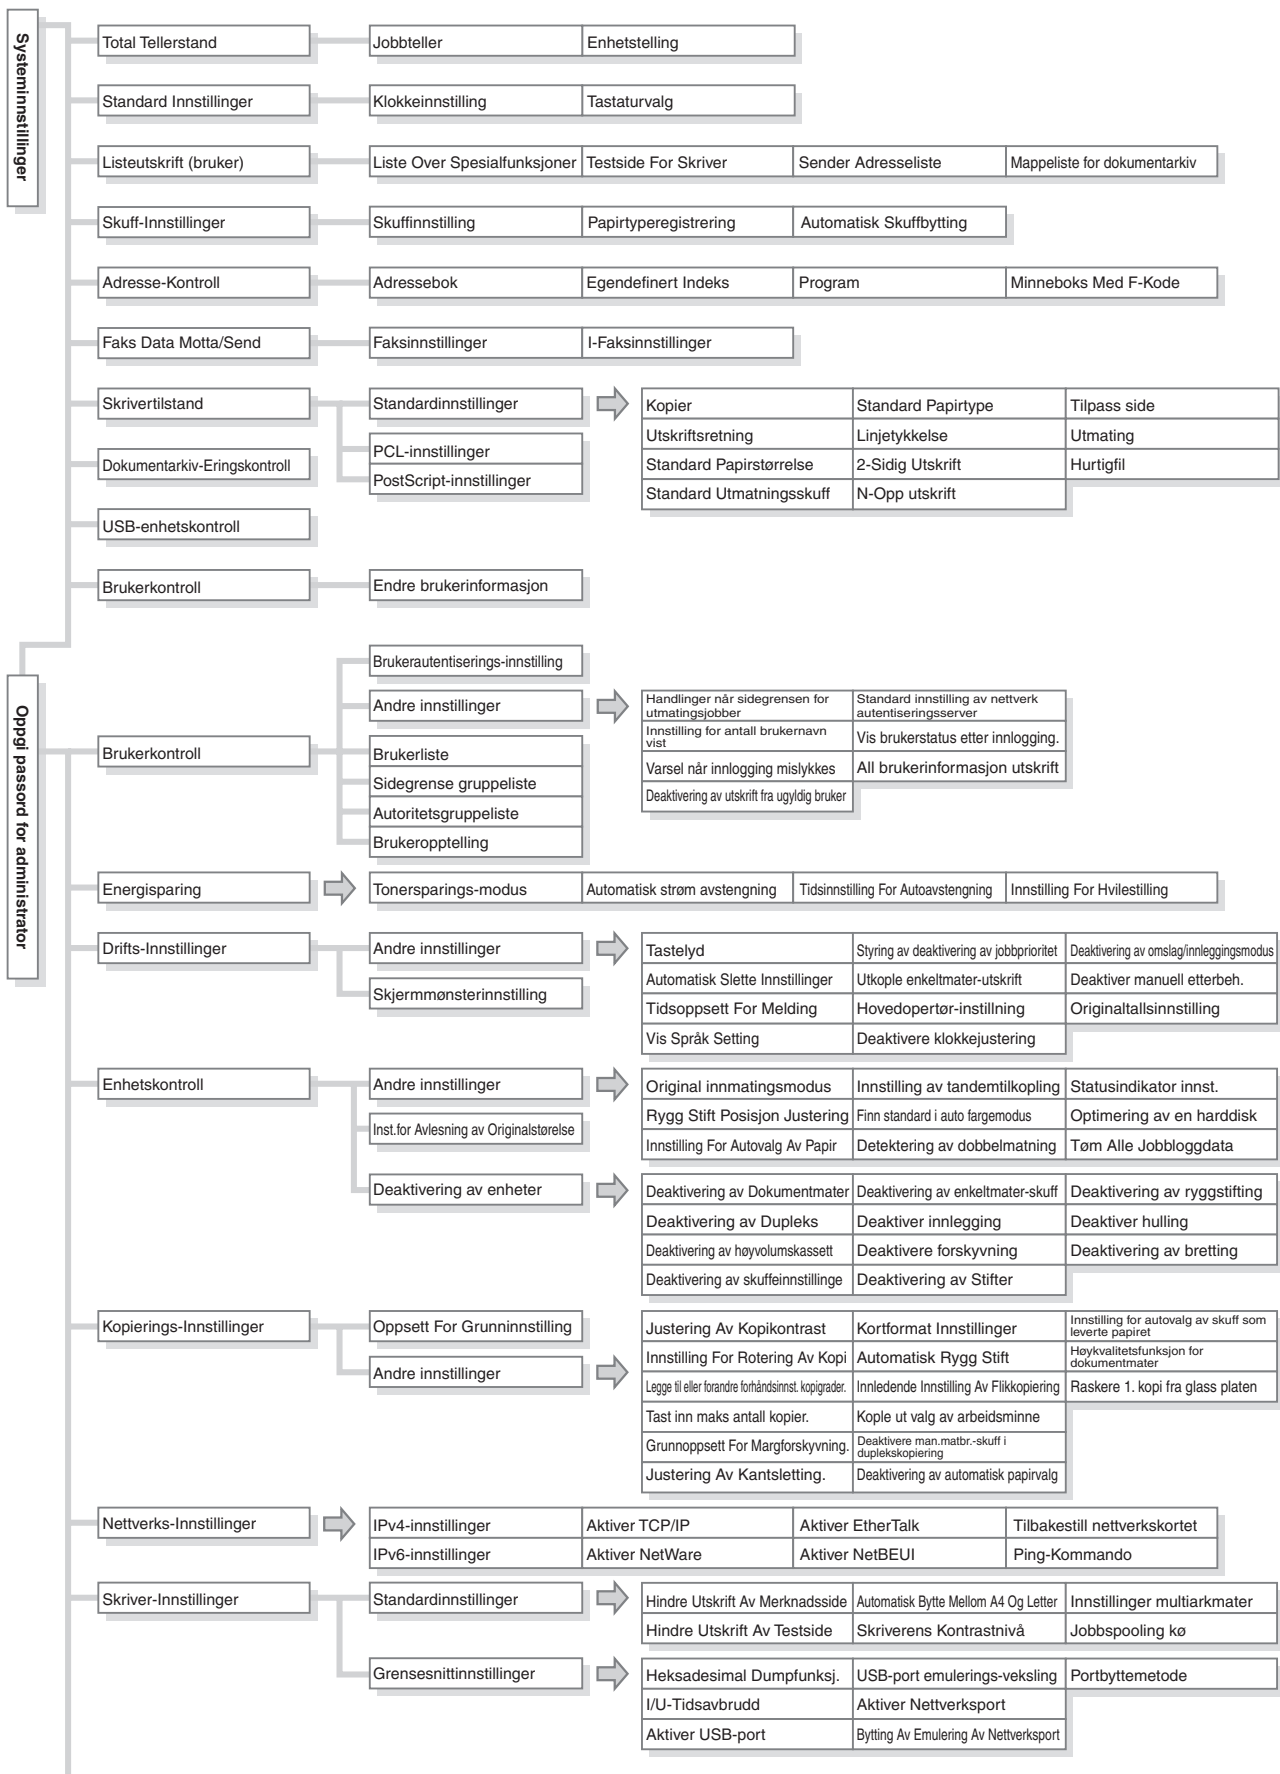 Systeminnstillinger
Total Tellerstand
Jobbteller
Enhetstelling
Standard Innstillinger
Klokkeinnstilling
Tastaturvalg
Listeutskrift (bruker)
Liste Over Spesialfunksjoner
Testside For Skriver
Sender Adresseliste
Mappeliste for dokumentarkiv
Skuff-Innstillinger
Skuffinnstilling
Papirtyperegistrering
Automatisk Skuffbytting
Adresse-Kontroll
Adressebok
Egendefinert Indeks
Program
Minneboks Med F-Kode
Faks Data Motta/Send
Faksinnstillinger
I-Faksinnstillinger
Skrivertilstand
Standardinnstillinger
Kopier
Standard Papirtype
Tilpass side
Utskriftsretning
Linjetykkelse
Utmating
Standard Papirstørrelse
2-Sidig Utskrift
Hurtigfil
Standard Utmatningsskuff
N-Opp utskrift
PCL-innstillinger
PostScript-innstillinger
Dokumentarkiv-Eringskontroll
USB-enhetskontroll
Brukerkontroll
Endre brukerinformasjon
Oppgi passord for administrator
Brukerkontroll
Brukerautentiserings-innstilling
Andre innstillinger
Handlinger når sidegrensen for
utmatingsjobber
Standard innstilling av nettverk
autentiseringsserver
Innstilling for antall brukernavn
vist
Vis brukerstatus etter innlogging.
Varsel når innlogging mislykkes
All brukerinformasjon utskrift
Deaktivering av utskrift fra ugyldig bruker
Brukerliste
Sidegrense gruppeliste
Autoritetsgruppeliste
Brukeropptelling
Energisparing
Tonersparings-modus
Automatisk strøm avstengning
Tidsinnstilling For Autoavstengning
Innstilling For Hvilestilling
Drifts-Innstillinger
Andre innstillinger
Tastelyd
Styring av deaktivering av jobbprioritet
Deaktivering av omslag/innleggingsmodus
Automatisk Slette Innstillinger
Utkople enkeltmater-utskrift
Deaktiver manuell etterbeh.
Tidsoppsett For Melding
Hovedopertør-instillning
Originaltallsinnstilling
Vis Språk Setting
Deaktivere klokkejustering
Skjermmønsterinnstilling
Enhetskontroll
Andre innstillinger
Original innmatingsmodus
Innstilling av tandemtilkopling
Statusindikator innst.
Rygg Stift Posisjon Justering
Finn standard i auto fargemodus
Optimering av en harddisk
Innstilling For Autovalg Av Papir
Detektering av dobbelmatning
Tøm Alle Jobbloggdata
Inst.for Avlesning av Originalstørelse
Deaktivering av enheter
Deaktivering av Dokumentmater
Deaktivering av enkeltmater-skuff
Deaktivering av ryggstifting
Deaktivering av Dupleks
Deaktiver innlegging
Deaktiver hulling
Deaktivering av høyvolumskassett
Deaktivere forskyvning
Deaktivering av bretting
Deaktivering av skuffeinnstillinge
Deaktivering av Stifter
Kopierings-Innstillinger
Oppsett For Grunninnstilling
Andre innstillinger
Justering Av Kopikontrast
Kortformat Innstillinger
Innstilling for autovalg av skuff som
leverte papiret
Innstilling For Rotering Av Kopi
Automatisk Rygg Stift
Høykvalitetsfunksjon for
dokumentmater
Legge til eller forandre forhåndsinnst. kopigrader.
Innledende Innstilling Av Flikkopiering
Raskere 1. kopi fra glass platen
Tast inn maks antall kopier.
Kople ut valg av arbeidsminne
Grunnoppsett For Margforskyvning.
Deaktivere man.matbr.-skuff i
duplekskopiering
Justering Av Kantsletting.
Deaktivering av automatisk papirvalg
Nettverks-Innstillinger
IPv4-innstillinger
Aktiver TCP/IP
Aktiver EtherTalk
Tilbakestill nettverkskortet
IPv6-innstillinger
Aktiver NetWare
Aktiver NetBEUI
Ping-Kommando
Skriver-Innstillinger
Standardinnstillinger
Hindre Utskrift Av Merknadsside
Automatisk Bytte Mellom A4 Og Letter
Innstillinger multiarkmater
Hindre Utskrift Av Testside
Skriverens Kontrastnivå
Jobbspooling kø
Grensesnittinnstillinger
Heksadesimal Dumpfunksj.
USB-port emulerings-veksling
Portbyttemetode
I/U-Tidsavbrudd
Aktiver Nettverksport
Aktiver USB-port
Bytting Av Emulering Av Nettverksport